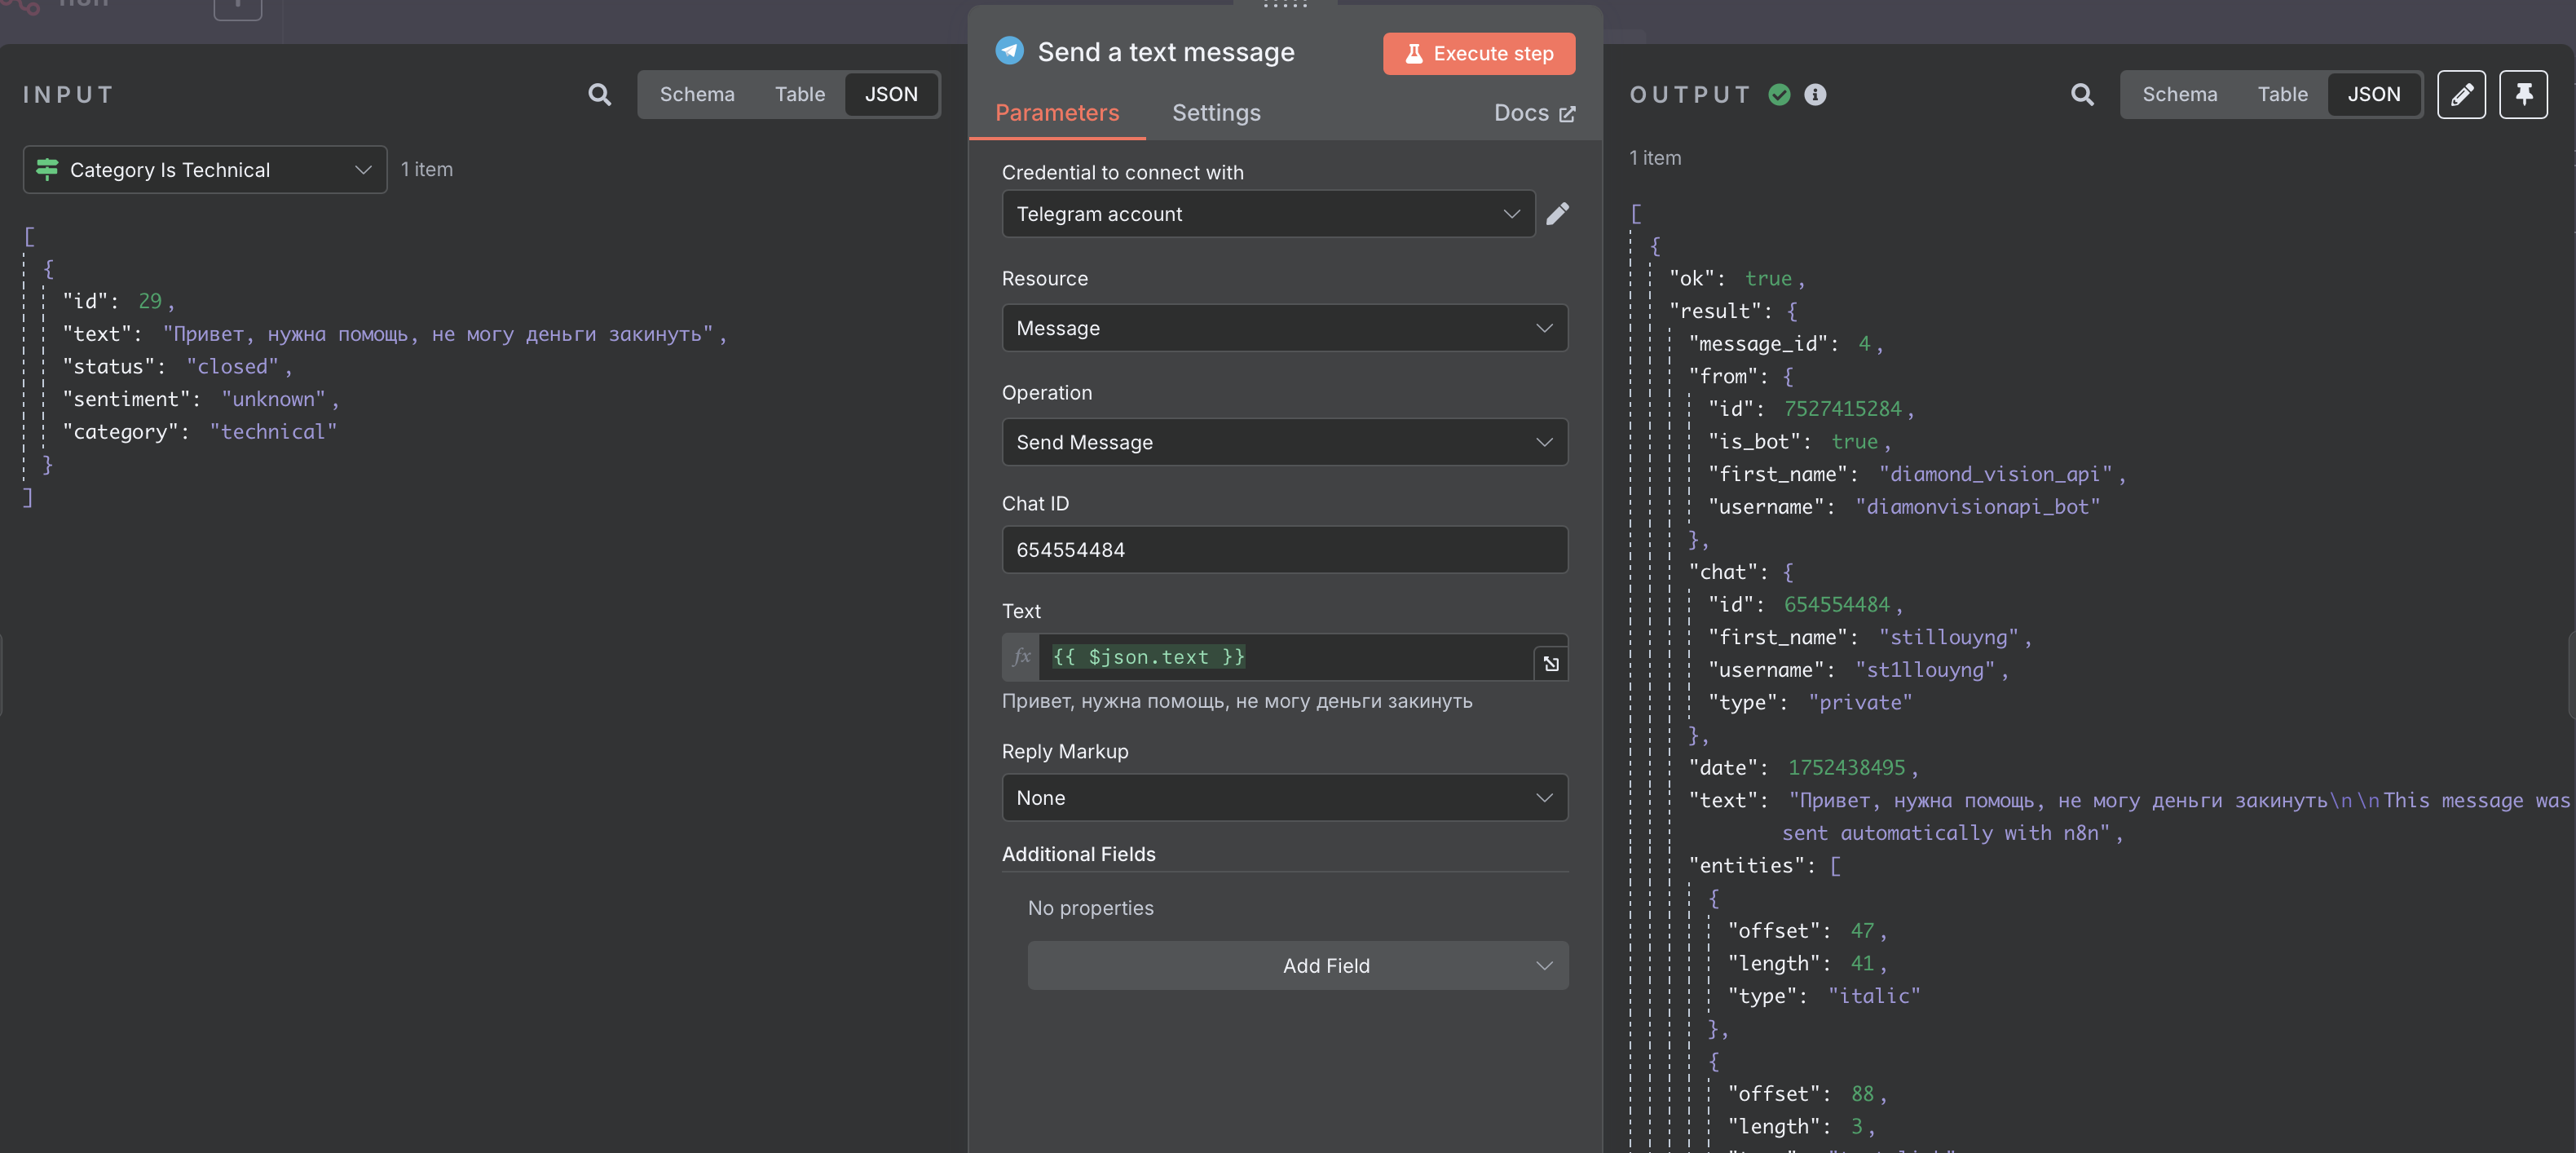 INPUT
Schema
Table
JSON
Category Is Technical
1 item
[
{
"id": 29,
"text": "Привет, нужна помощь, не могу деньги закинуть",
"status": "closed",
"sentiment": "unknown",
"category": "technical"
}
]
Send a text message
Execute step
Parameters
Settings
Docs
Credential to connect with
Telegram account
Resource
Message
Operation
Send Message
Chat ID
654554484
Text
fx
{{ $json.text }}
Привет, нужна помощь, не могу деньги закинуть
Reply Markup
None
Additional Fields
No properties
Add Field
OUTPUT
Schema
Table
JSON
1 item
[
{
"ok": true,
"result": {
"message_id": 4,
"from": {
"id": 7527415284,
"is_bot": true,
"first_name": "diamond_vision_api",
"username": "diamonvisionapi_bot"
},
"chat": {
"id": 654554484,
"first_name": "stillouyng",
"username": "st1llouyng",
"type": "private"
},
"date": 1752438495,
"text": "Привет, нужна помощь, не могу деньги закинуть\n\nThis message was
sent automatically with n8n",
"entities": [
{
"offset": 47,
"length": 41,
"type": "italic"
},
{
"offset": 88,
"length": 3,